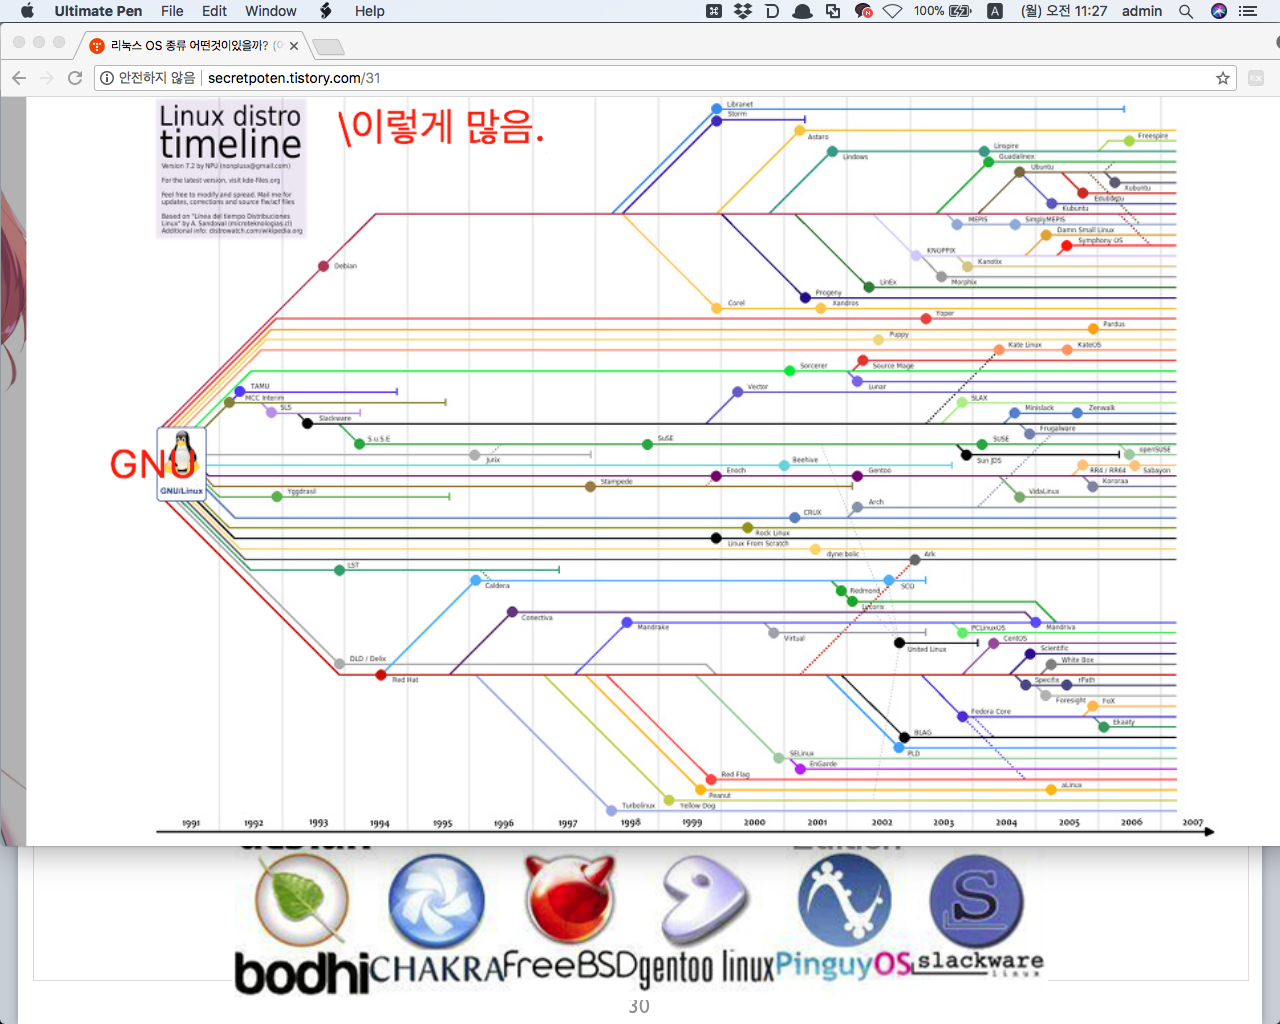 Ultimate Pen File Edit Window Help 100% A (월) 오전 11:27 admin
리눅스 OS 종류 어떤것이있을까?
안전하지 않음 secretpoten.tistory.com/31
Linux distro
timeline
Version 7.2 by NPU (nonpluxx@gmail.com)
For the latest version, visit kde-files.org
Feel free to modify and spread. Mail me for
updates, corrections and source fiw/acf files
Based on "Linea del tiempo Distribuciones
Linux" by A. Sandoval (microteknologias.cl)
Additional info: distrowatch.com/wikipedia.org
\이렇게 많음.
Libranet
Storm
Astaro
Freespire
Linspire
Lindows
Guadalinex
Ubuntu
Xubuntu
Edubuntu
Kubuntu
MEPIS
SimplyMEPIS
Damn Small Linux
Symphony OS
KNOPPIX
Kanotix
Debian
Morphix
LinEx
Progeny
Corel
Xandros
Yoper
Pardus
Puppy
Kate Linux
KateOS
Sorcerer
Source Mage
TAMU
Vector
Lunar
MCC Interim
SLS
SLAX
Slackware
Minislack
Zenwalk
Frugalware
S.u.S.E
SuSE
SUSE
openSUSE
Jurix
Beehive
Sun JDS
GNU
Enoch
Gentoo
RR4 / RR64
Sabayon
Stampede
Kororaa
GNU/Linux
Yggdrasil
VidaLinux
Arch
CRUX
Rock Linux
Linux From Scratch
dyne:bolic
Ark
LST
Caldera
SCO
Redmond
Lycoris
Conectiva
Mandrake
Mandriva
Virtual
PCLinuxOS
CentOS
United Linux
Scientific
DLD / Delix
White Box
Red Hat
Specifix
rPath
Foresight
FoX
Fedora Core
Ekaaty
BLAG
PLD
SELinux
EnGarde
Red Flag
aLinux
Peanut
Yellow Dog
Turbolinux
1991 1992 1993 1994 1995 1996 1997 1998 1999 2000 2001 2002 2003 2004 2005 2006 2007
bodhi CHAKRA FreeBSD gentoo linux PinguyOS slackware
linux
30